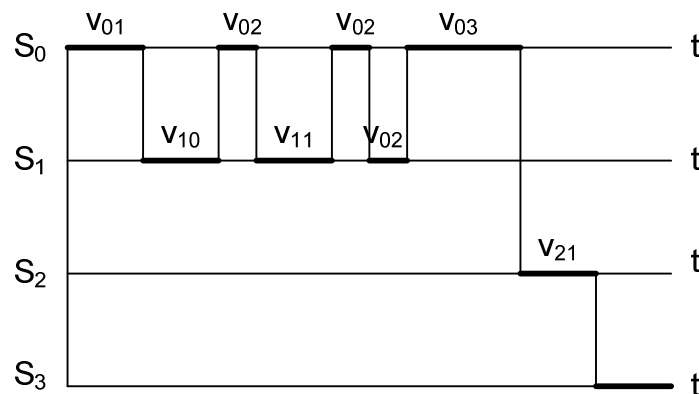 v₀₁ v₀₂ v₀₂ v₀₃
S₀ t
v₁₀ v₁₁ v₀₂
S₁ t
v₂₁
S₂ t
S₃ t